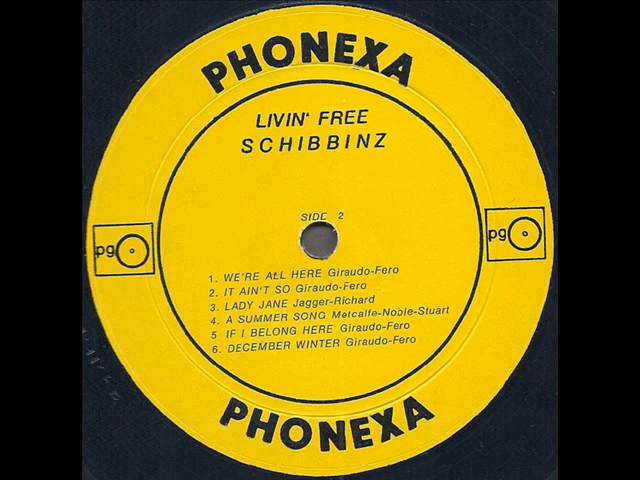 PHONEXA
LIVIN' FREE
SCHIBBINZ
SIDE 2
pg
pg
1. WE'RE ALL HERE Giraudo-Fero
2. IT AIN'T SO Giraudo-Fero
3. LADY JANE Jagger-Richard
4. A SUMMER SONG Metcalfe-Noble-Stuart
5 IF I BELONG HERE Giraudo-Fero
6. DECEMBER WINTER Giraudo-Fero
PHONEXA